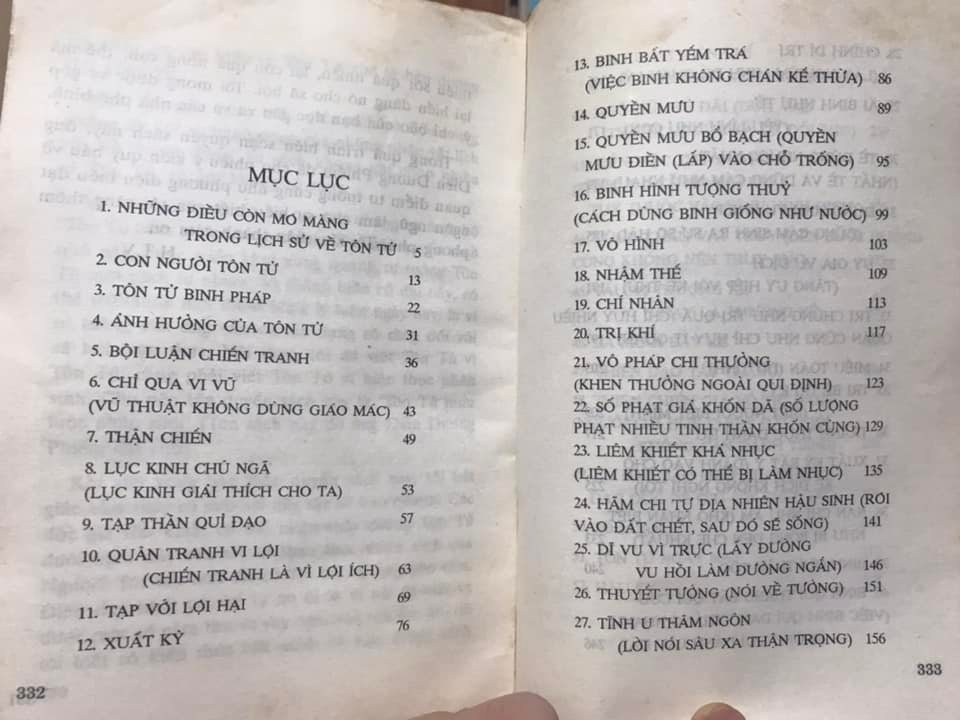 MỤC LỤC
1. NHỮNG ĐIỀU CÒN MƠ MÀNG
TRONG LỊCH SỬ VỀ TÔN TỬ 5
2. CON NGƯỜI TÔN TỬ 13
3. TÔN TỬ BINH PHÁP 22
4. ẢNH HƯỞNG CỦA TÔN TỬ 31
5. BỘI LUẬN CHIẾN TRANH 36
6. CHỈ QUA VI VŨ
(VŨ THUẬT KHÔNG DÙNG GIÁO MÁC) 43
7. THẬN CHIẾN 49
8. LỤC KINH CHÚ NGÃ
(LỤC KINH GIẢI THÍCH CHO TA) 53
9. TẠP THẦN QUỈ ĐẠO 57
10. QUÂN TRANH VI LỢI
(CHIẾN TRANH LÀ VÌ LỢI ÍCH) 63
11. TẠP VỚI LỢI HẠI 69
12. XUẤT KỲ 76
332
13. BINH BẤT YẾM TRÁ
(VIỆC BINH KHÔNG CHÁN KẾ THỪA) 86
14. QUYỀN MƯU 89
15. QUYỀN MƯU BỔ BẠCH (QUYỀN
MƯU ĐIỀN (LẤP) VÀO CHỖ TRỐNG) 95
16. BINH HÌNH TƯỢNG THUỶ
(CÁCH DÙNG BINH GIỐNG NHƯ NƯỚC) 99
17. VÔ HÌNH 103
18. NHẬM THẾ 109
19. CHÍ NHÂN 113
20. TRỊ KHÍ 117
21. VÔ PHÁP CHI THƯỞNG
(KHEN THƯỞNG NGOÀI QUI ĐỊNH) 123
22. SỐ PHẠT GIẢ KHỐN DÃ (SỐ LƯỢNG
PHẠT NHIỀU TINH THẦN KHỐN CÙNG) 129
23. LIÊM KHIẾT KHẢ NHỤC
(LIÊM KHIẾT CÓ THỂ BỊ LÀM NHỤC) 135
24. HÃM CHI TỬ ĐỊA NHIÊN HẬU SINH (RƠI
VÀO ĐẤT CHẾT, SAU ĐÓ SẼ SỐNG) 141
25. DĨ VU VÌ TRỰC (LẤY ĐƯỜNG
VU HỒI LÀM ĐƯỜNG NGẮN) 146
26. THUYẾT TƯỚNG (NÓI VỀ TƯỚNG) 151
27. TĨNH U THÂM NGÔN
(LỜI NÓI SÂU XA THẬN TRỌNG) 156
333